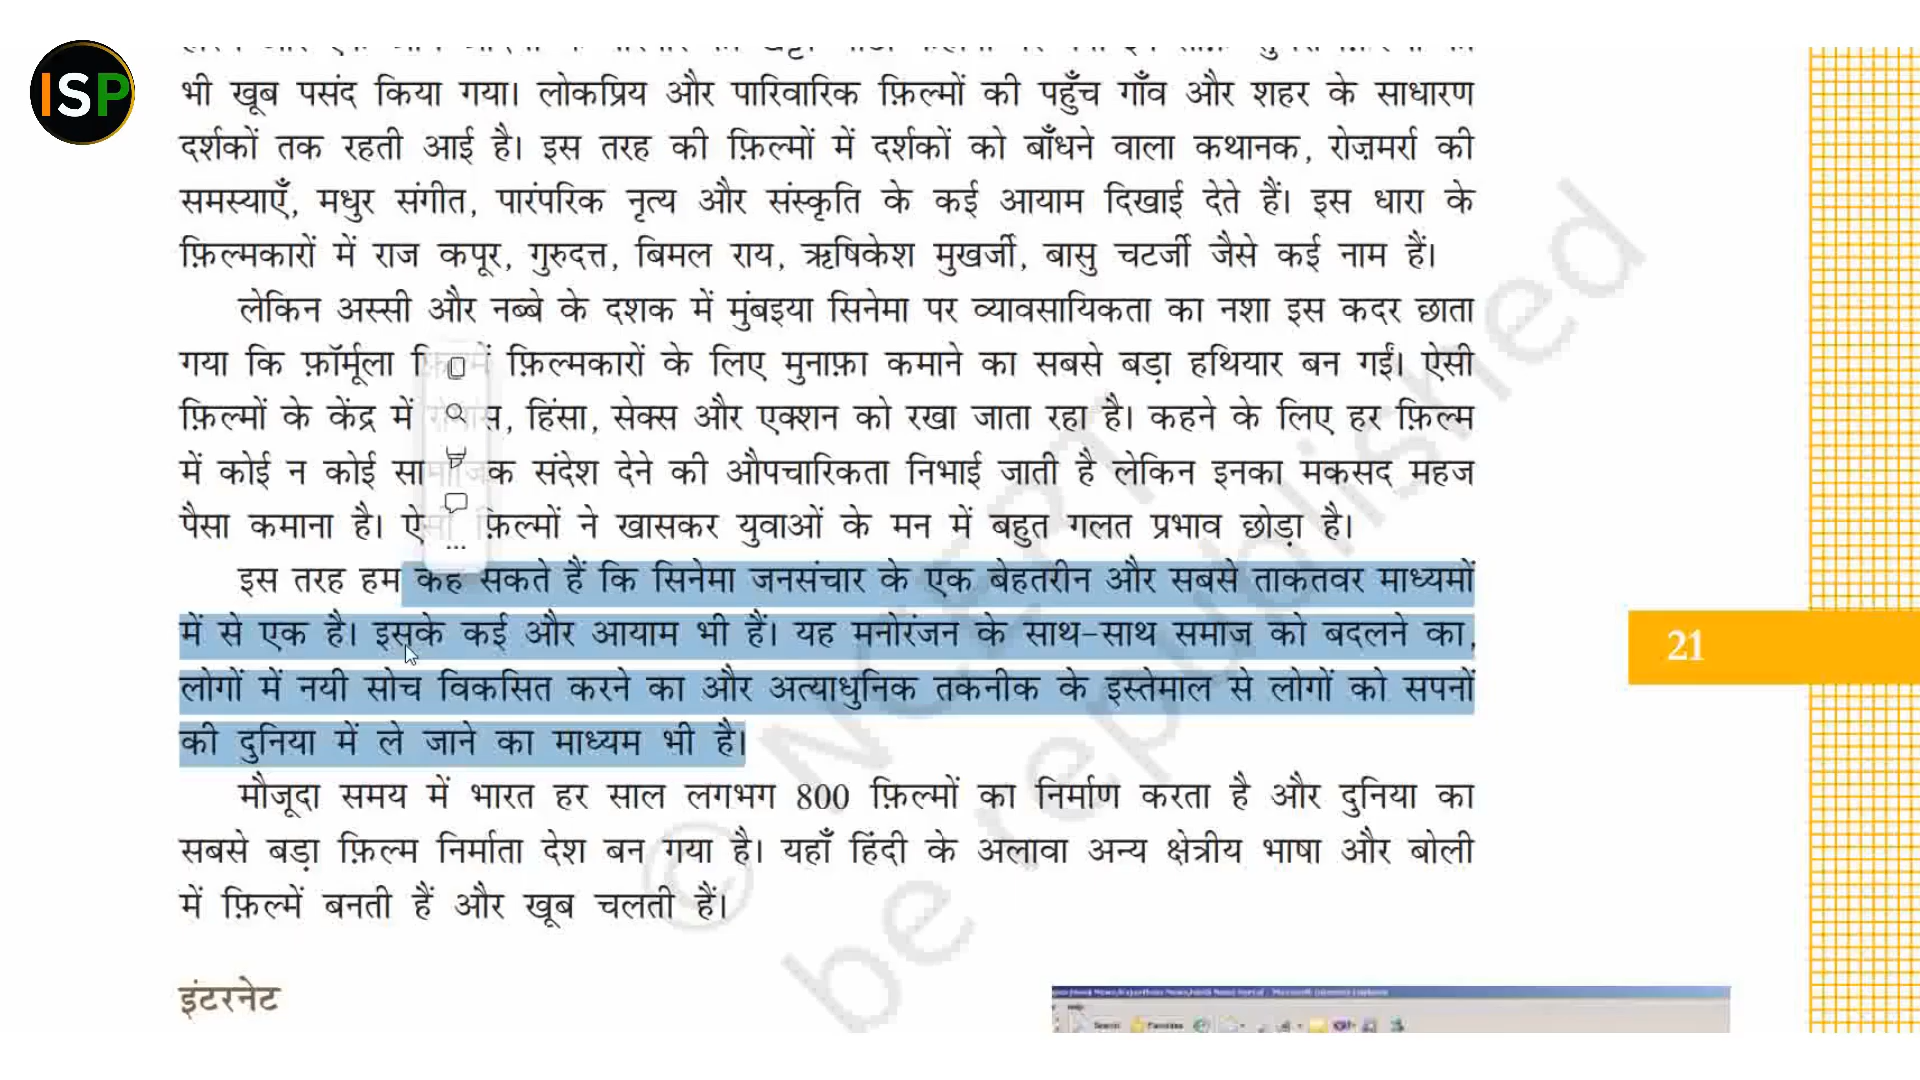 ISP
भी खूब पसंद किया गया। लोकप्रिय और पारिवारिक फ़िल्मों की पहुँच गाँव और शहर के साधारण
दर्शकों तक रहती आई है। इस तरह की फ़िल्मों में दर्शकों को बाँधने वाला कथानक, रोज़मर्रा की
समस्याएँ, मधुर संगीत, पारंपरिक नृत्य और संस्कृति के कई आयाम दिखाई देते हैं। इस धारा के
फ़िल्मकारों में राज कपूर, गुरुदत्त, बिमल राय, ऋषिकेश मुखर्जी, बासु चटर्जी जैसे कई नाम हैं।
लेकिन अस्सी और नब्बे के दशक में मुंबइया सिनेमा पर व्यावसायिकता का नशा इस कदर छाता
गया कि फ़ॉर्मूला फ़िल्में फ़िल्मकारों के लिए मुनाफ़ा कमाने का सबसे बड़ा हथियार बन गईं। ऐसी
फ़िल्मों के केंद्र में रोमांस, हिंसा, सेक्स और एक्शन को रखा जाता रहा है। कहने के लिए हर फ़िल्म
में कोई न कोई सामाजिक संदेश देने की औपचारिकता निभाई जाती है लेकिन इनका मकसद महज
पैसा कमाना है। ऐसी फ़िल्मों ने खासकर युवाओं के मन में बहुत गलत प्रभाव छोड़ा है।
इस तरह हम कह सकते हैं कि सिनेमा जनसंचार के एक बेहतरीन और सबसे ताकतवर माध्यमों
में से एक है। इसके कई और आयाम भी हैं। यह मनोरंजन के साथ-साथ समाज को बदलने का,
लोगों में नयी सोच विकसित करने का और अत्याधुनिक तकनीक के इस्तेमाल से लोगों को सपनों
की दुनिया में ले जाने का माध्यम भी है।
21
मौजूदा समय में भारत हर साल लगभग 800 फ़िल्मों का निर्माण करता है और दुनिया का
सबसे बड़ा फ़िल्म निर्माता देश बन गया है। यहाँ हिंदी के अलावा अन्य क्षेत्रीय भाषा और बोली
में फ़िल्में बनती हैं और खूब चलती हैं।
इंटरनेट
© NCERT
be republished
Search Favorites